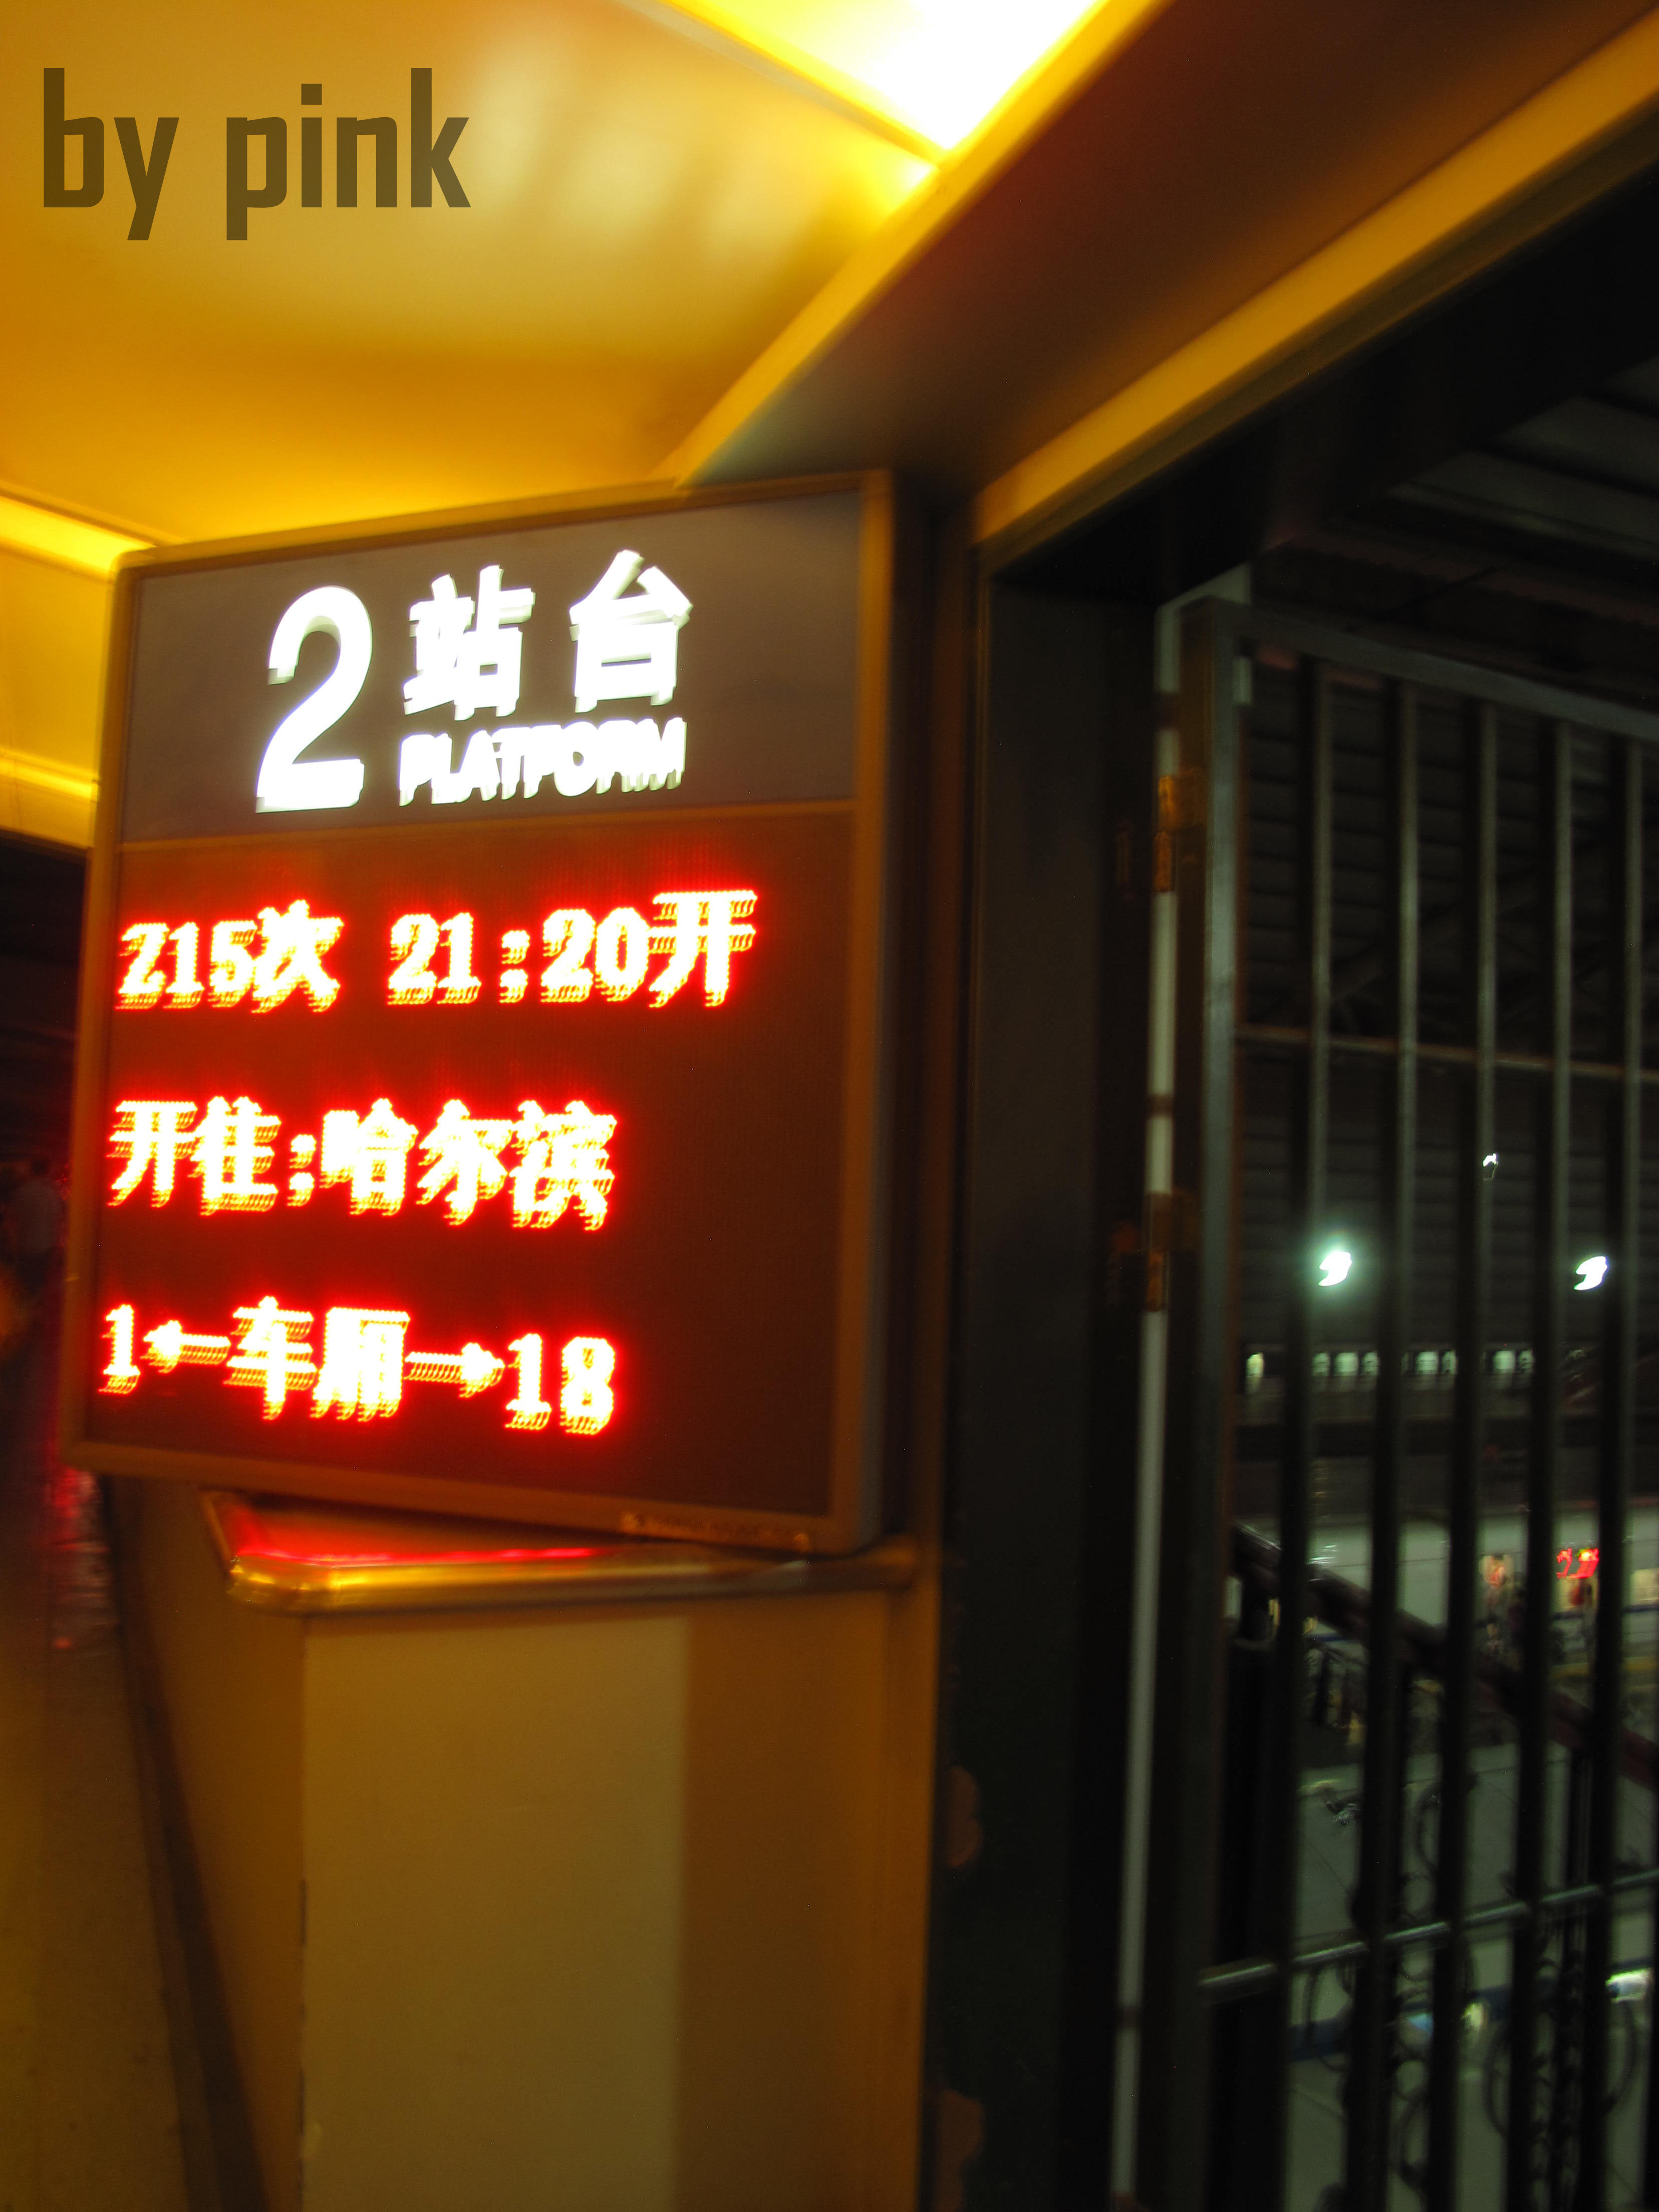 by pink
2 站台
PLATFORM
Z15次 21:20开
开往:哈尔滨
1←车厢→18